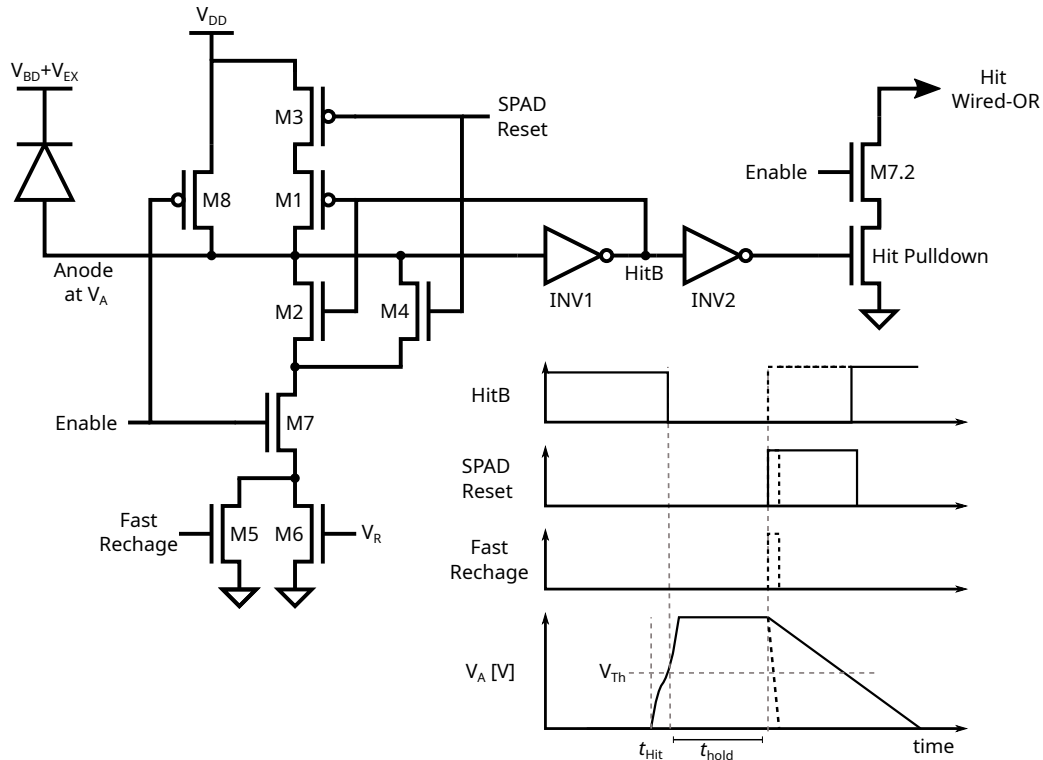 V_DD
V_BD+V_EX
M3
SPAD
Reset
M8
M1
Anode
at V_A
M2
M4
INV1
HitB
INV2
Enable
M7.2
Hit
Wired-OR
Hit Pulldown
Enable
M7
Fast
Rechage
M5
M6
V_R
HitB
SPAD
Reset
Fast
Rechage
V_A [V]
V_Th
t_Hit
t_hold
time